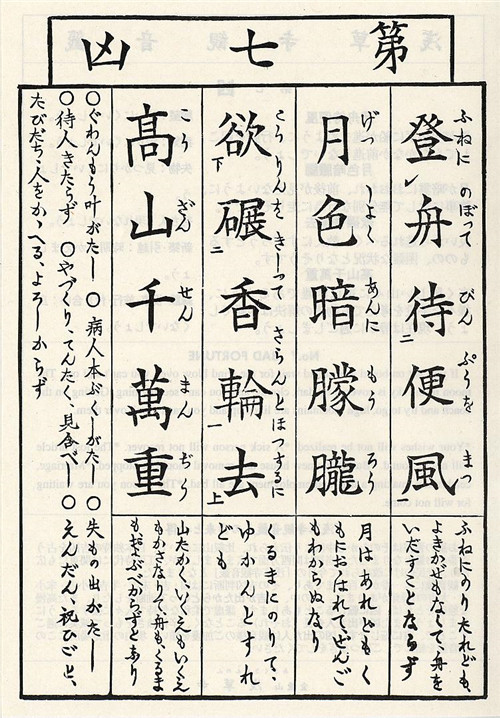 第七凶
ふねに のぼって びん ぷうを まつ
登レ舟待二便風一
げっ しよく あんに もう ろう
月色暗朦朧
こうりんを きしって さらんとほっするに
欲下碾二香輪一去上
こ ざん せん まん ぢう
高山千萬重
ふねにのりたれども、
よきかぜもなくて、舟を
いだすことならず
月はあれどもく
もにおゝはれて、ぜんご
もわからぬなり
くるまにのりて、
ゆかんとすれ
ども
山たかく、いくえもいくえ
もかさなりて、舟も、くるま
もおよぶべからずとあり
○ぐわんもう叶がたし ○病人本ぶくしがたし ○失もの出がたし
○待人きたらず ○やづくり、てんたく、見合べし ○えんだん、祝ひごと、
たびだち、人をかゝへる、よろしからず